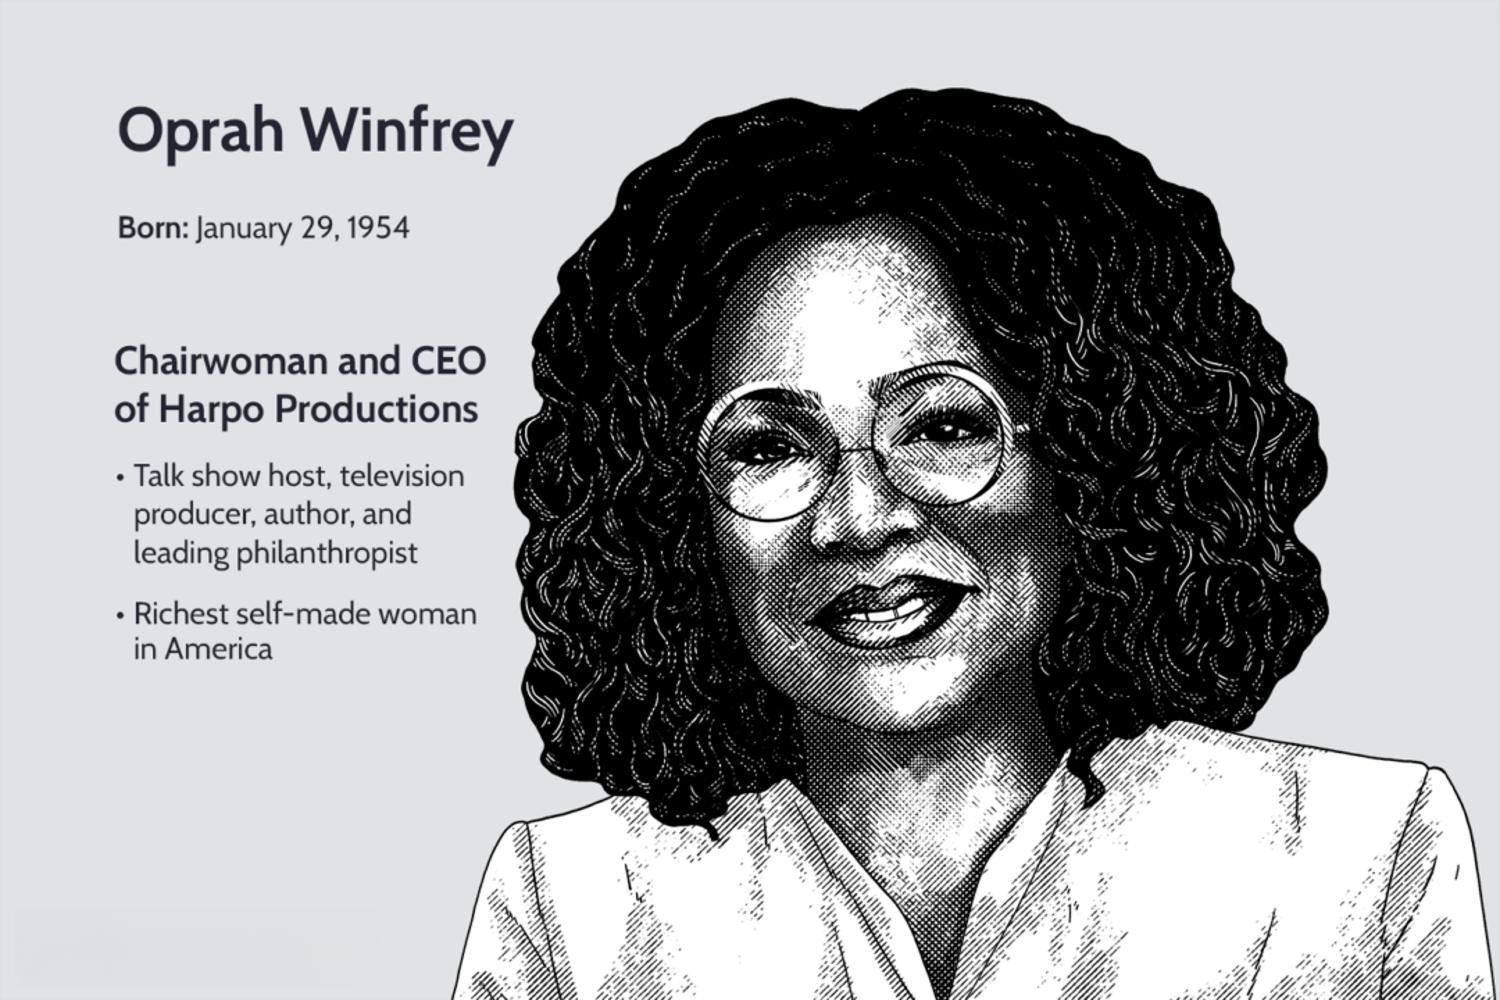 Oprah Winfrey
Born: January 29, 1954
Chairwoman and CEO
of Harpo Productions
• Talk show host, television
producer, author, and
leading philanthropist
• Richest self-made woman
in America